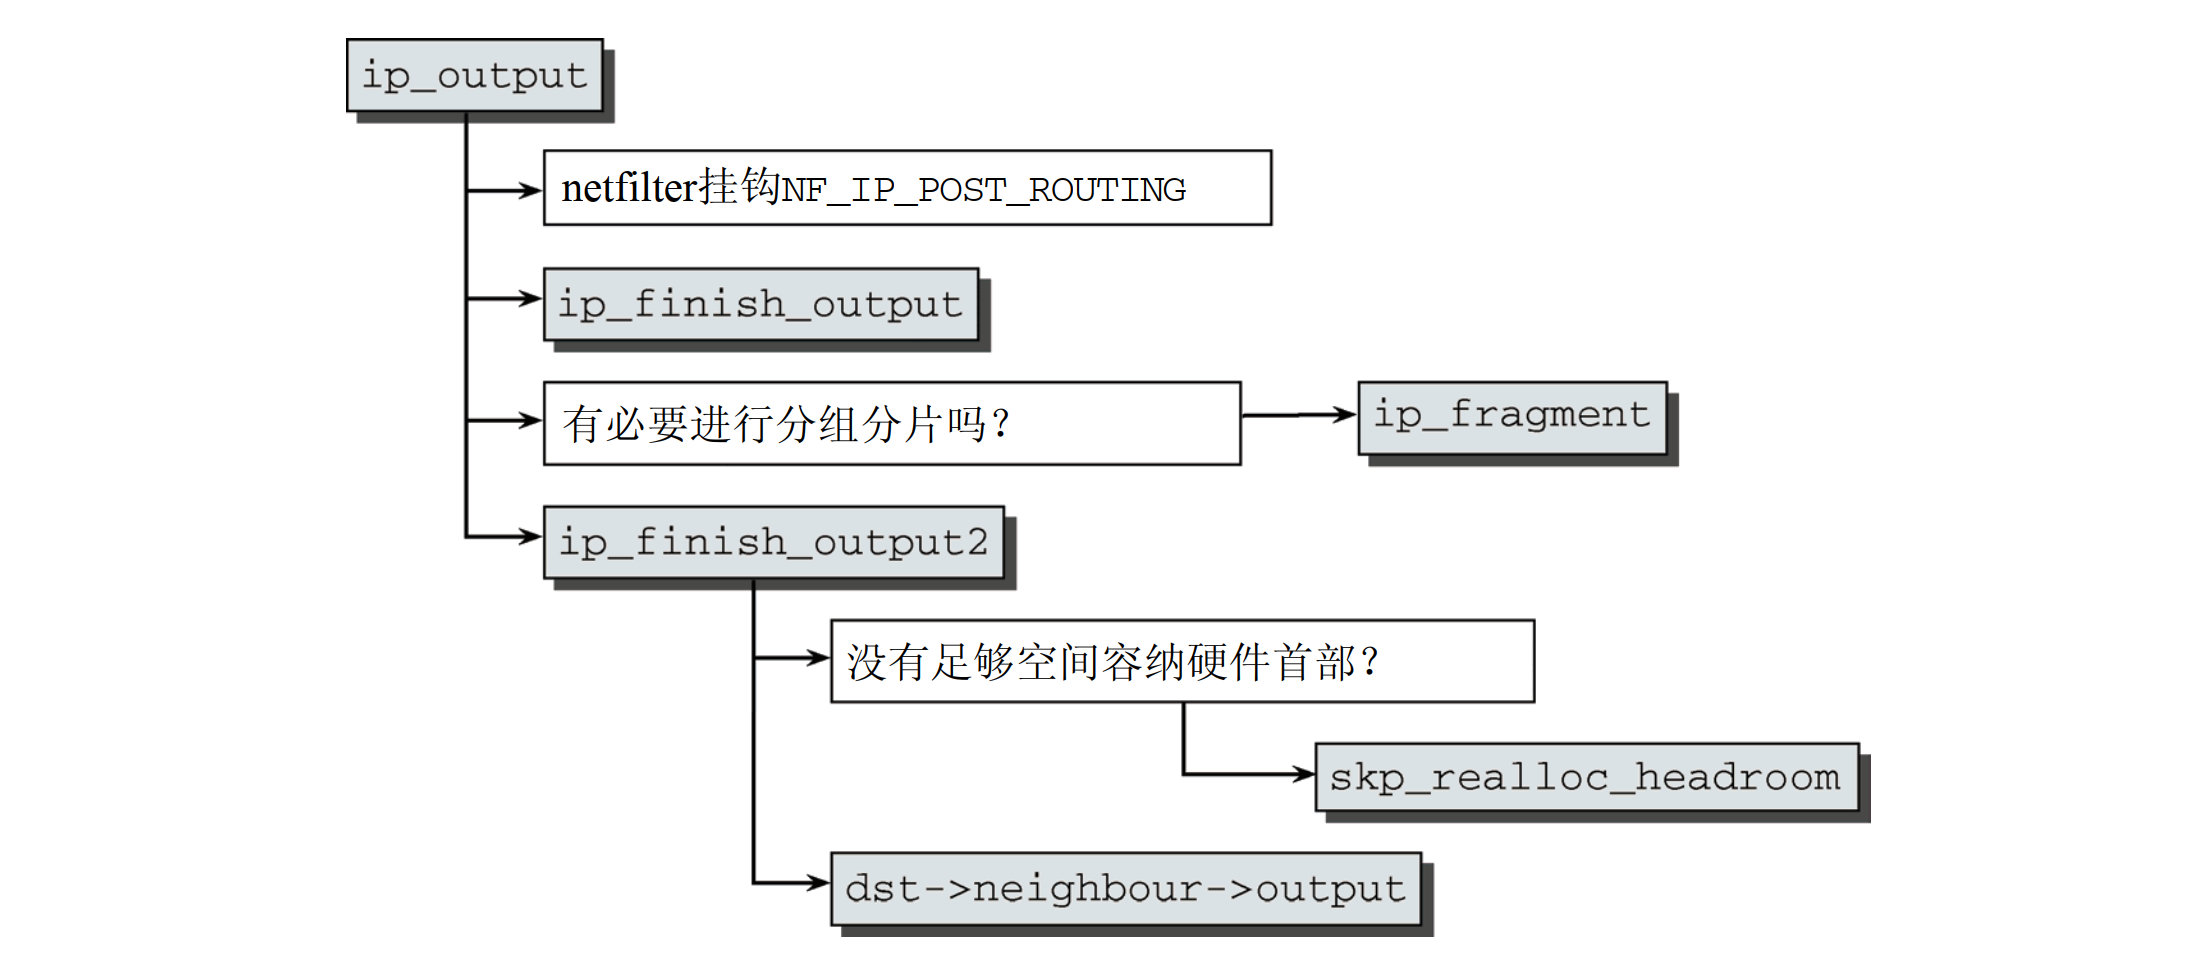 ip_output
netfilter挂钩NF_IP_POST_ROUTING
ip_finish_output
有必要进行分组分片吗？
ip_fragment
ip_finish_output2
没有足够空间容纳硬件首部？
skp_realloc_headroom
dst->neighbour->output